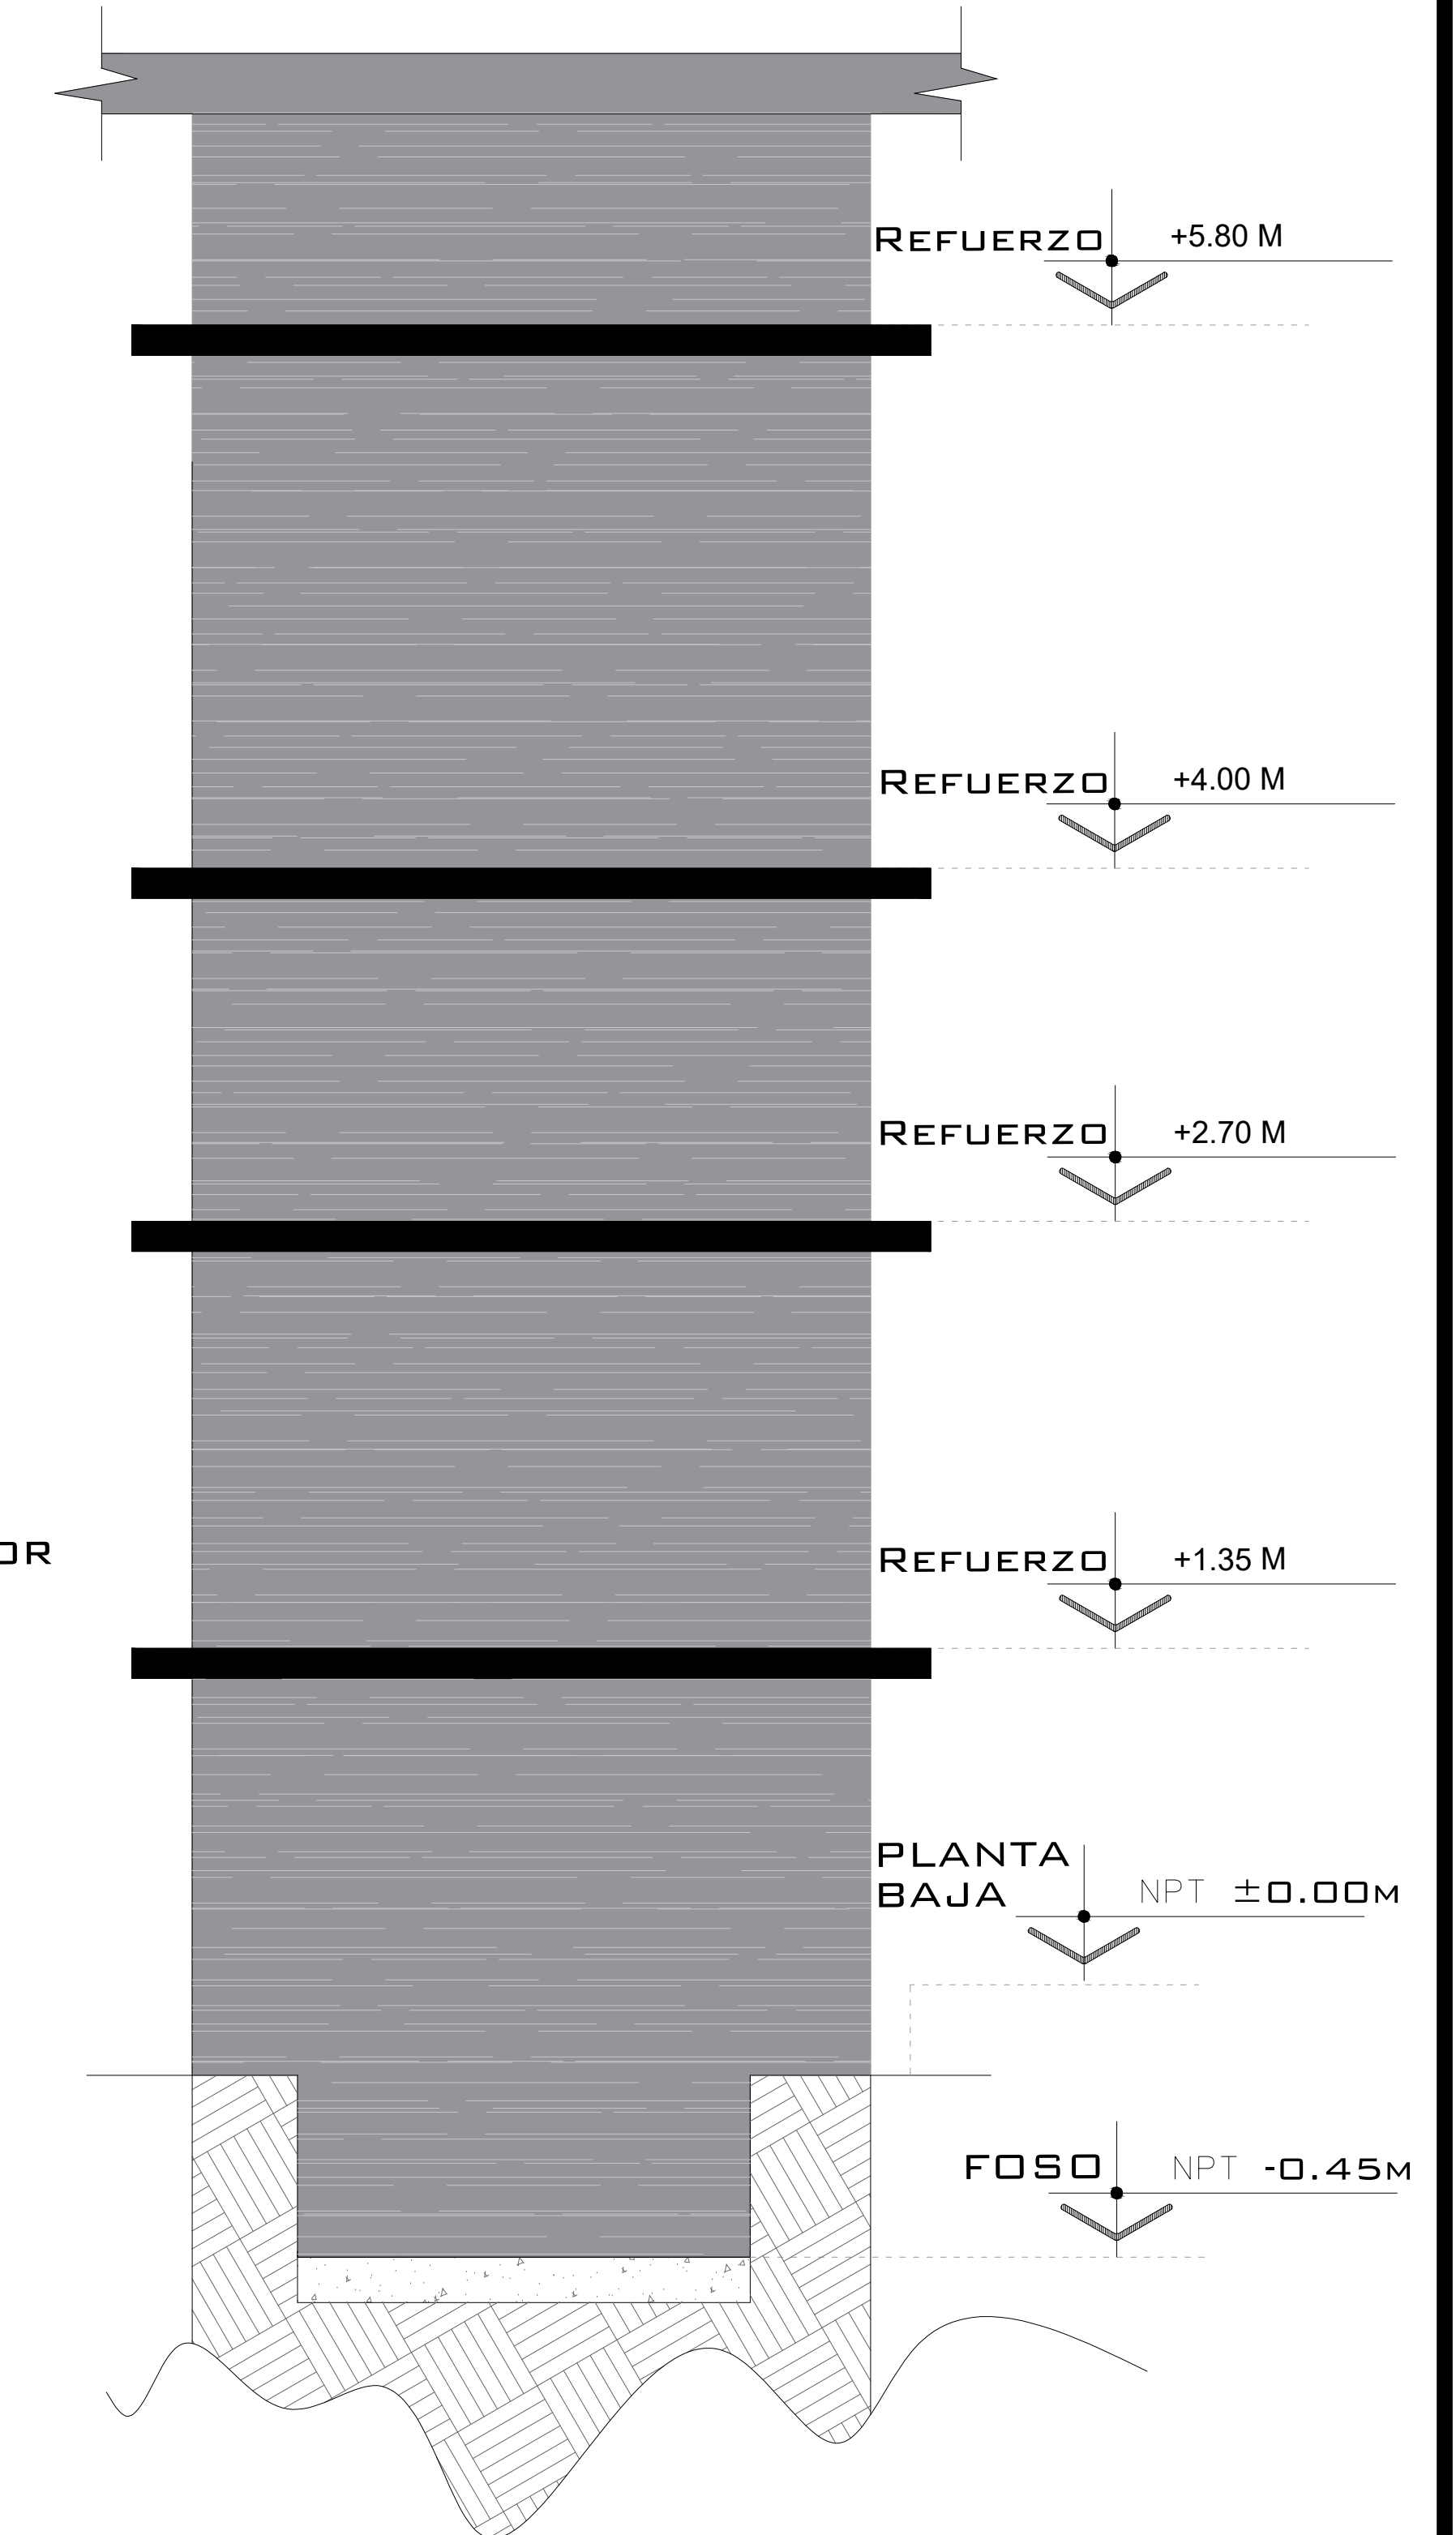 REFUERZO +5.80 M
REFUERZO +4.00 M
REFUERZO +2.70 M
REFUERZO +1.35 M
OR
PLANTA
BAJA NPT ±0.00M
FOSO NPT -0.45M